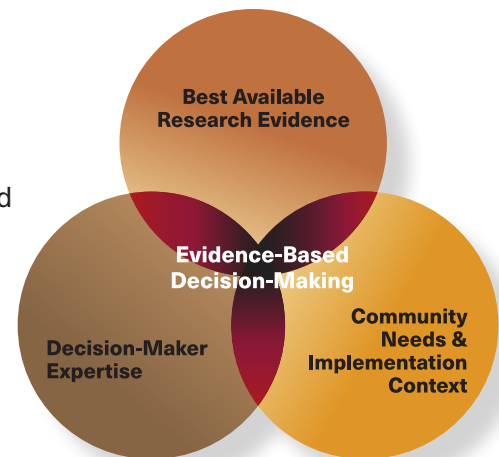 Best Available
Research Evidence
d
Evidence-Based
Decision-Making
Decision-Maker
Expertise
Community
Needs &
Implementation
Context